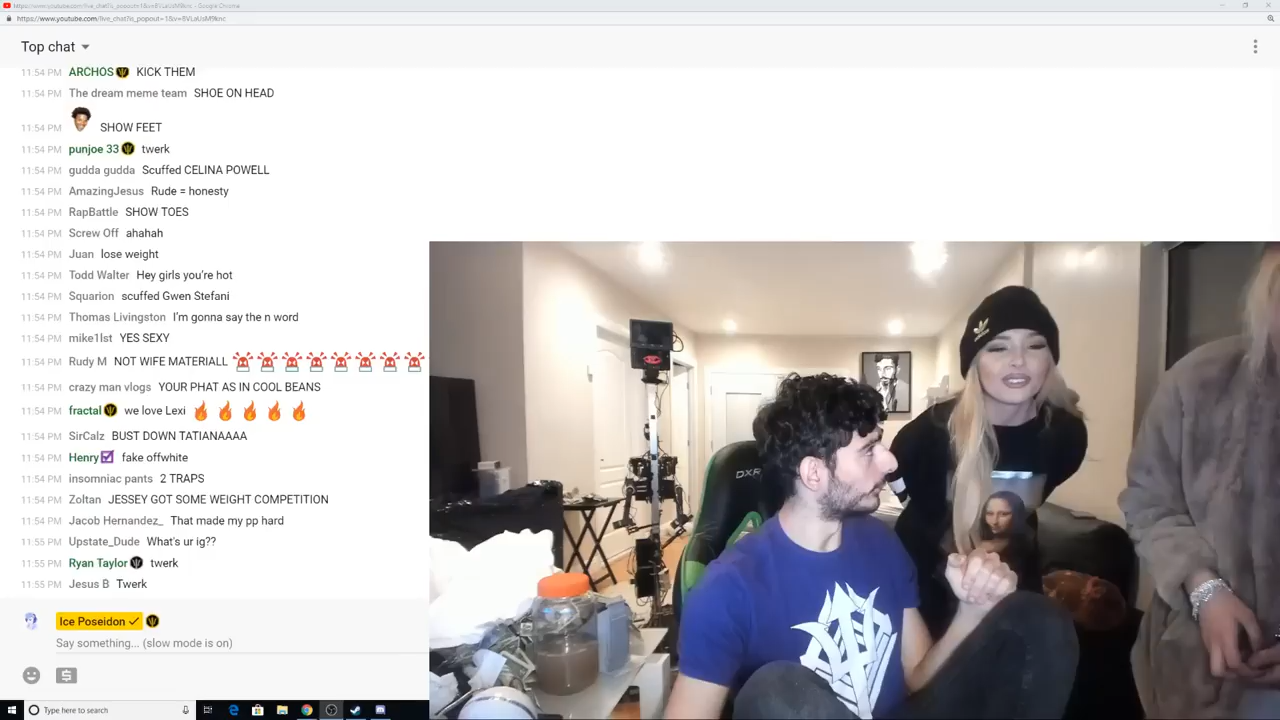 https://www.youtube.com/live_chat?is_popout=1&v=
Top chat
11:54 PM ARCHOS KICK THEM
11:54 PM The dream meme team SHOE ON HEAD
11:54 PM SHOW FEET
11:54 PM punjoe 33 twerk
11:54 PM gudda gudda Scuffed CELINA POWELL
11:54 PM AmazingJesus Rude = honesty
11:54 PM RapBattle SHOW TOES
11:54 PM Screw Off ahahah
11:54 PM Juan lose weight
11:54 PM Todd Walter Hey girls you're hot
11:54 PM Squarion scuffed Gwen Stefani
11:54 PM Thomas Livingston I'm gonna say the n word
11:54 PM mike1lst YES SEXY
11:54 PM Rudy M NOT WIFE MATERIALL 🚨🚨🚨🚨🚨🚨🚨🚨
11:54 PM crazy man vlogs YOUR PHAT AS IN COOL BEANS
11:54 PM fractal we love Lexi 🔥🔥🔥🔥🔥
11:54 PM SirCalz BUST DOWN TATIANAAAA
11:54 PM Henry fake offwhite
11:54 PM insomniac pants 2 TRAPS
11:54 PM Zoltan JESSEY GOT SOME WEIGHT COMPETITION
11:54 PM Jacob Hernandez_ That made my pp hard
11:55 PM Upstate_Dude What's ur ig??
11:55 PM Ryan Taylor twerk
11:55 PM Jesus B Twerk
Ice Poseidon
Say something... (slow mode is on)
Type here to search
DXR